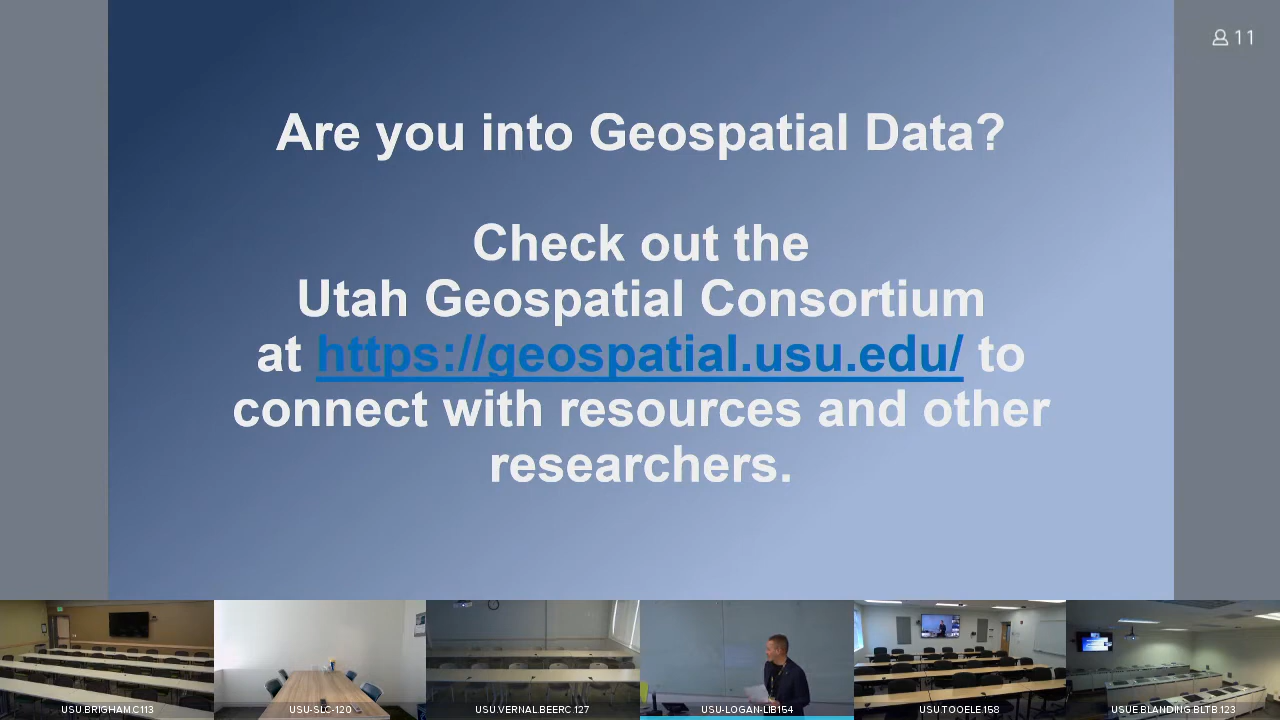 11
Are you into Geospatial Data?
Check out the
Utah Geospatial Consortium
at https://geospatial.usu.edu/ to
connect with resources and other
researchers.
USU BRIGHAM.C113
USU-SLC-120
USU.VERNAL.BEERC.127
USU-LOGAN-LIB154
USU.TOOELE.158
USUE BLANDING BLTB.123